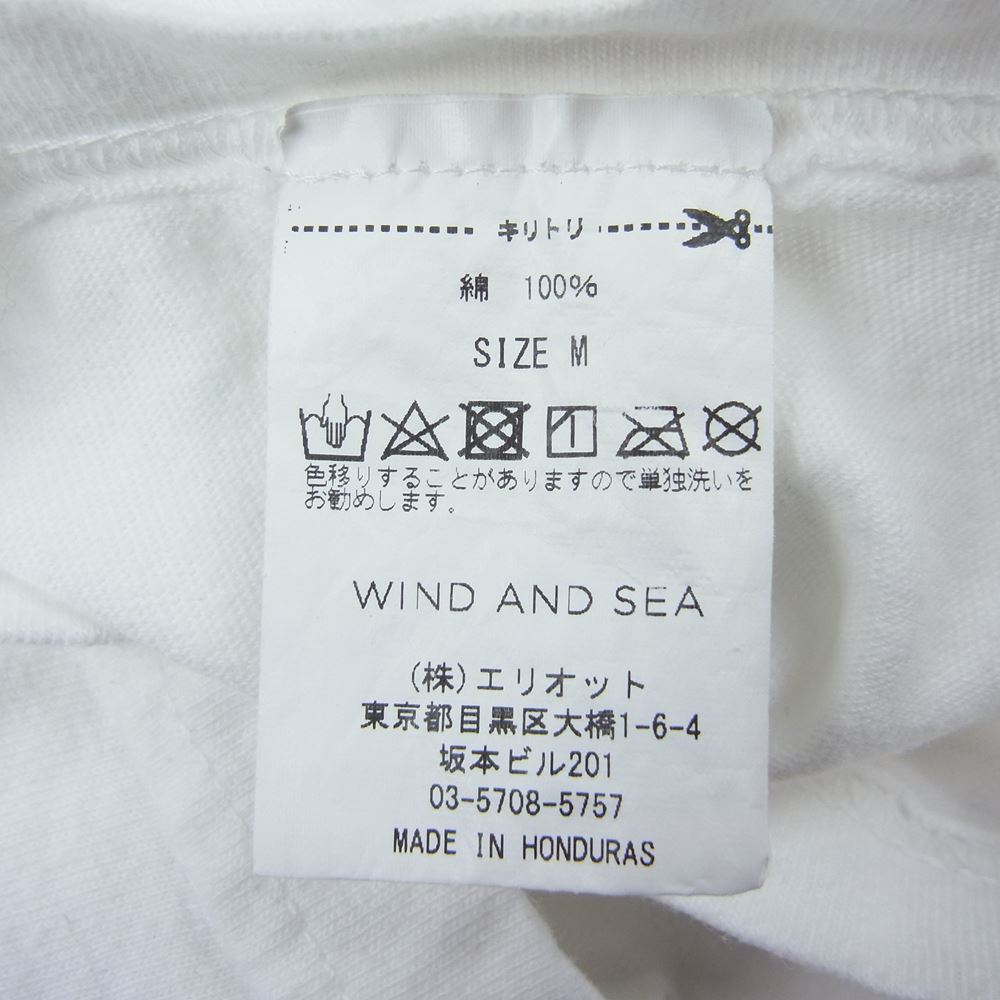 キリトリ
綿 100%
SIZE M
色移りすることがありますので単独洗いを
お勧めします。
WIND AND SEA
(株)エリオット
東京都目黒区大橋1-6-4
坂本ビル201
03-5708-5757
MADE IN HONDURAS